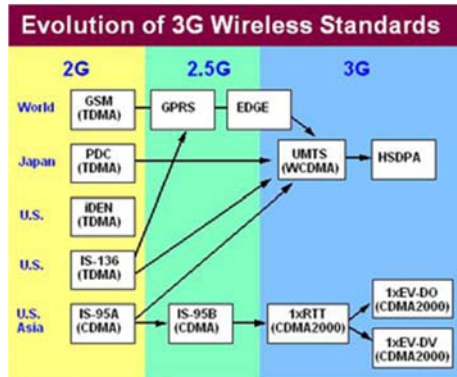 Evolution of 3G Wireless Standards
2G 2.5G 3G
World
GSM
(TDMA)
GPRS
EDGE
Japan
PDC
(TDMA)
UMTS
(WCDMA)
HSDPA
U.S.
iDEN
(TDMA)
U.S.
IS-136
(TDMA)
U.S.
Asia
IS-95A
(CDMA)
IS-95B
(CDMA)
1xRTT
(CDMA2000)
1xEV-DO
(CDMA2000)
1xEV-DV
(CDMA2000)